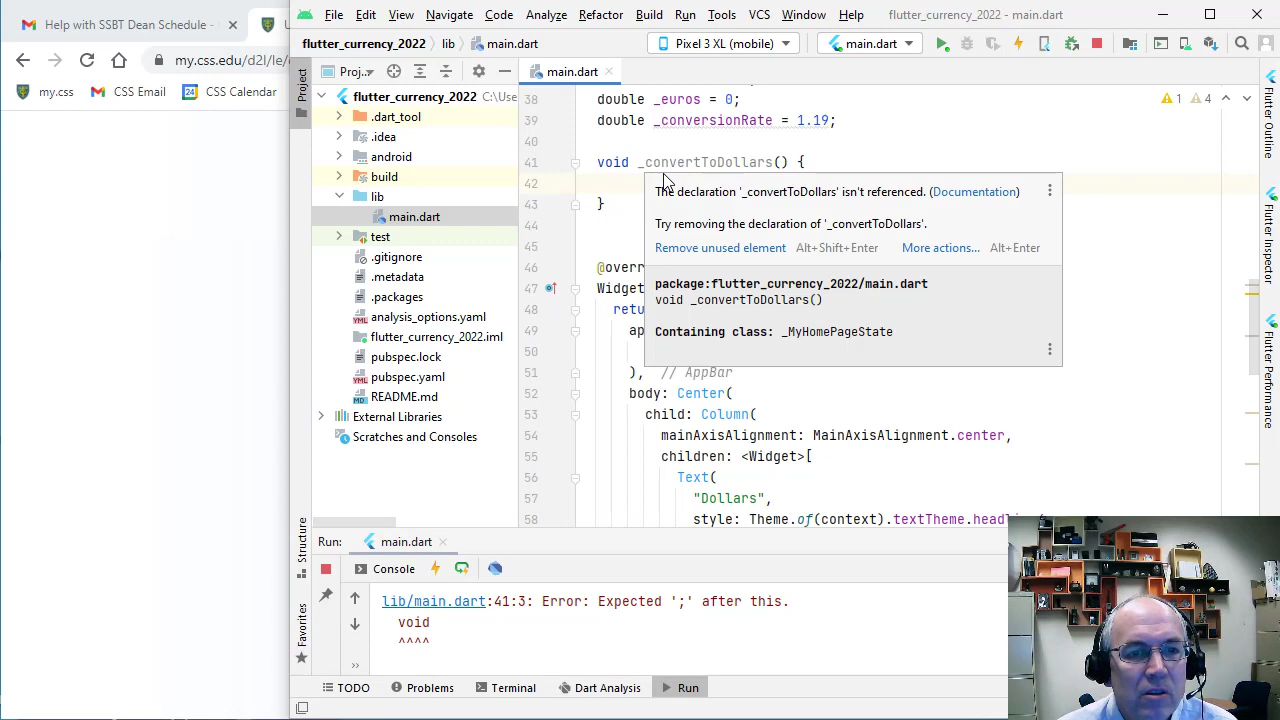 Help with SSBT Dean Schedule -
my.css.edu/d2l/le/
my.css
CSS Email
CSS Calendar
File Edit View Navigate Code Analyze Refactor Build Run Tools VCS Window Help flutter_currency_2022 - main.dart
flutter_currency_2022 lib main.dart
Pixel 3 XL (mobile)
main.dart
Project
Proj...
main.dart
flutter_currency_2022 C:\Use
.dart_tool
.idea
android
build
lib
main.dart
test
.gitignore
.metadata
.packages
analysis_options.yaml
flutter_currency_2022.iml
pubspec.lock
pubspec.yaml
README.md
External Libraries
Scratches and Consoles
38 double _euros = 0;
39 double _conversionRate = 1.19;
40
41 void _convertToDollars() {
42
43 }
44
45
46 @overr
47 Widget
48 retu
49 ap
50
51 ), // AppBar
52 body: Center(
53 child: Column(
54 mainAxisAlignment: MainAxisAlignment.center,
55 children: <Widget>[
56 Text(
57 "Dollars",
58 style: Theme.of(context).textTheme.headli
1 4
The declaration '_convertToDollars' isn't referenced. (Documentation)
Try removing the declaration of '_convertToDollars'.
Remove unused element Alt+Shift+Enter More actions... Alt+Enter
package:flutter_currency_2022/main.dart
void _convertToDollars()
Containing class: _MyHomePageState
Flutter Outline
Flutter Inspector
Flutter Performance
Structure
Favorites
Run: main.dart
Console
lib/main.dart:41:3: Error: Expected ';' after this.
void
^^^^
TODO Problems Terminal Dart Analysis Run